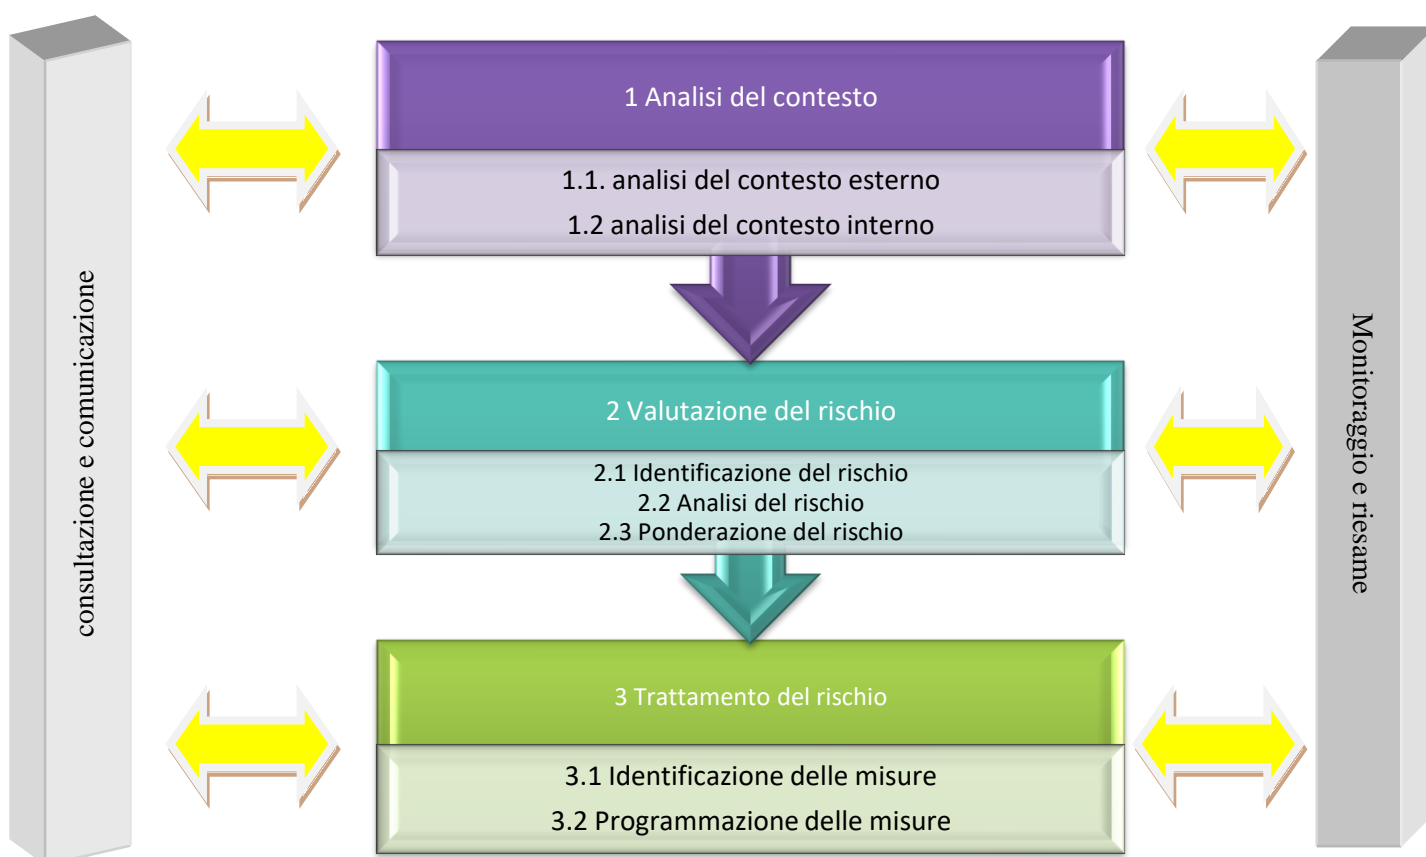 consultazione e comunicazione
1 Analisi del contesto
1.1. analisi del contesto esterno
1.2 analisi del contesto interno
2 Valutazione del rischio
2.1 Identificazione del rischio
2.2 Analisi del rischio
2.3 Ponderazione del rischio
3 Trattamento del rischio
3.1 Identificazione delle misure
3.2 Programmazione delle misure
Monitoraggio e riesame